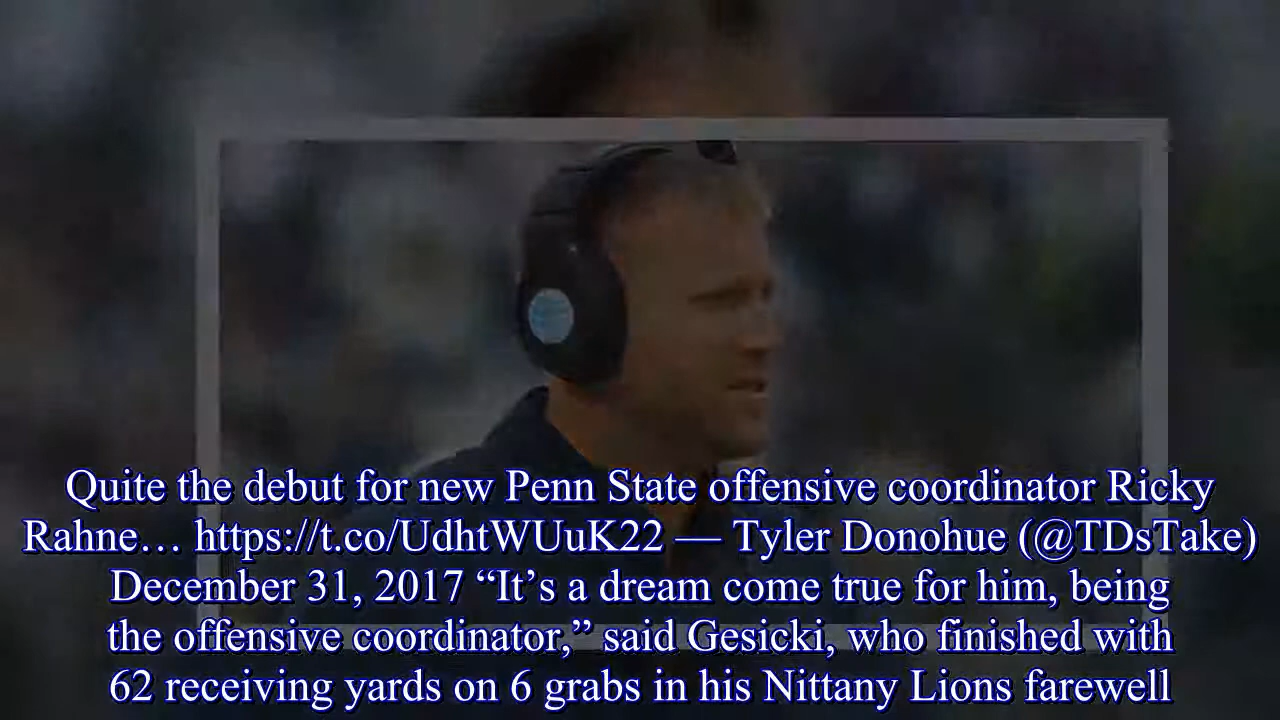 Quite the debut for new Penn State offensive coordinator Ricky
Rahne… https://t.co/UdhtWUuK22 — Tyler Donohue (@TDsTake)
December 31, 2017 “It’s a dream come true for him, being
the offensive coordinator,” said Gesicki, who finished with
62 receiving yards on 6 grabs in his Nittany Lions farewell